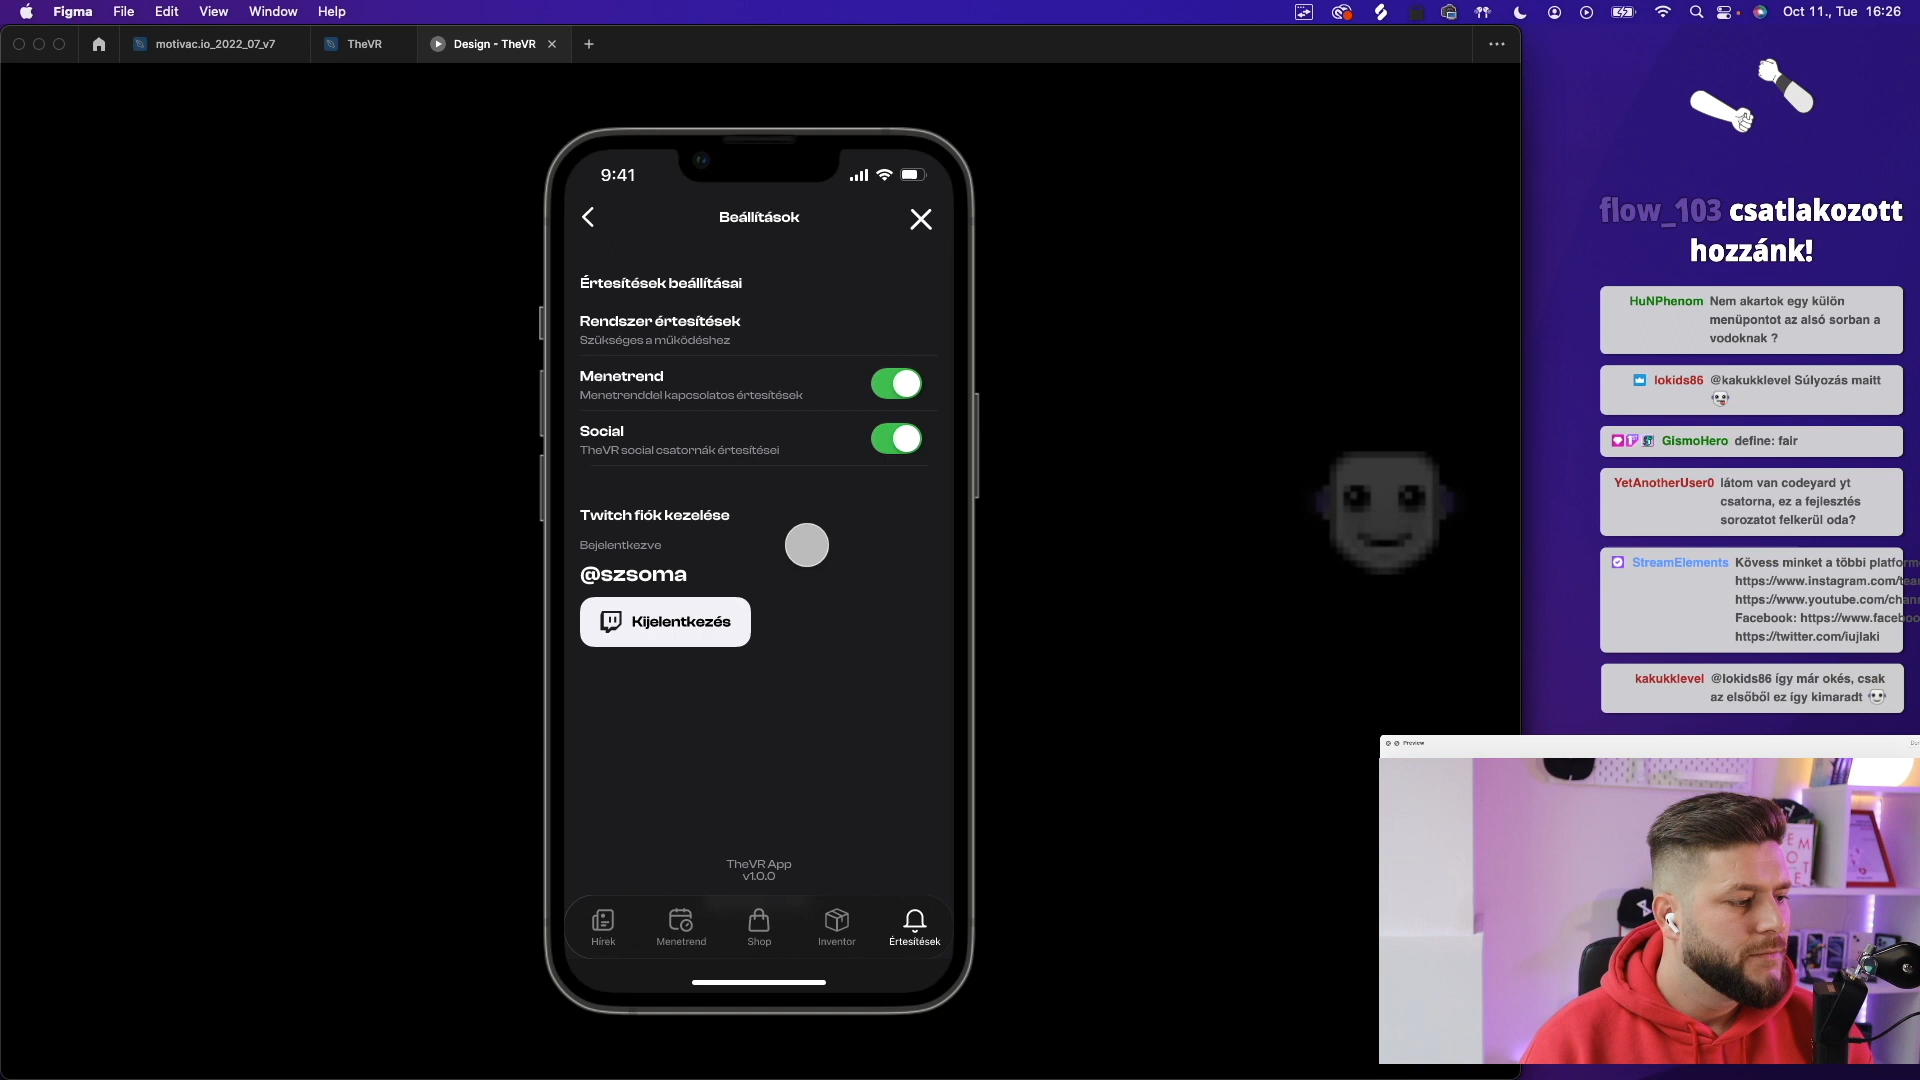 Figma File Edit View Window Help
Oct 11., Tue 16:26
motivac.io_2022_07_v7
TheVR
Design - TheVR
9:41
Beállítások
Értesítések beállításai
Rendszer értesítések
Szükséges a működéshez
Menetrend
Menetrenddel kapcsolatos értesítések
Social
TheVR social csatornák értesítései
Twitch fiók kezelése
Bejelentkezve
@szsoma
Kijelentkezés
TheVR App
v1.0.0
Hírek
Menetrend
Shop
Inventor
Értesítések
flow_103 csatlakozott
hozzánk!
HuNPhenom Nem akartok egy külön
menüpontot az alsó sorban a
vodoknak ?
lokids86 @kakukklevel Súlyozás maitt
GismoHero define: fair
YetAnotherUser0 látom van codeyard yt
csatorna, ez a fejlesztés
sorozatot felkerül oda?
StreamElements Kövess minket a többi platform
https://www.instagram.com/tea
https://www.youtube.com/chan
Facebook: https://www.faceboo
https://twitter.com/iujlaki
kakukklevel @lokids86 így már okés, csak
az elsőből ez így kimaradt
Preview